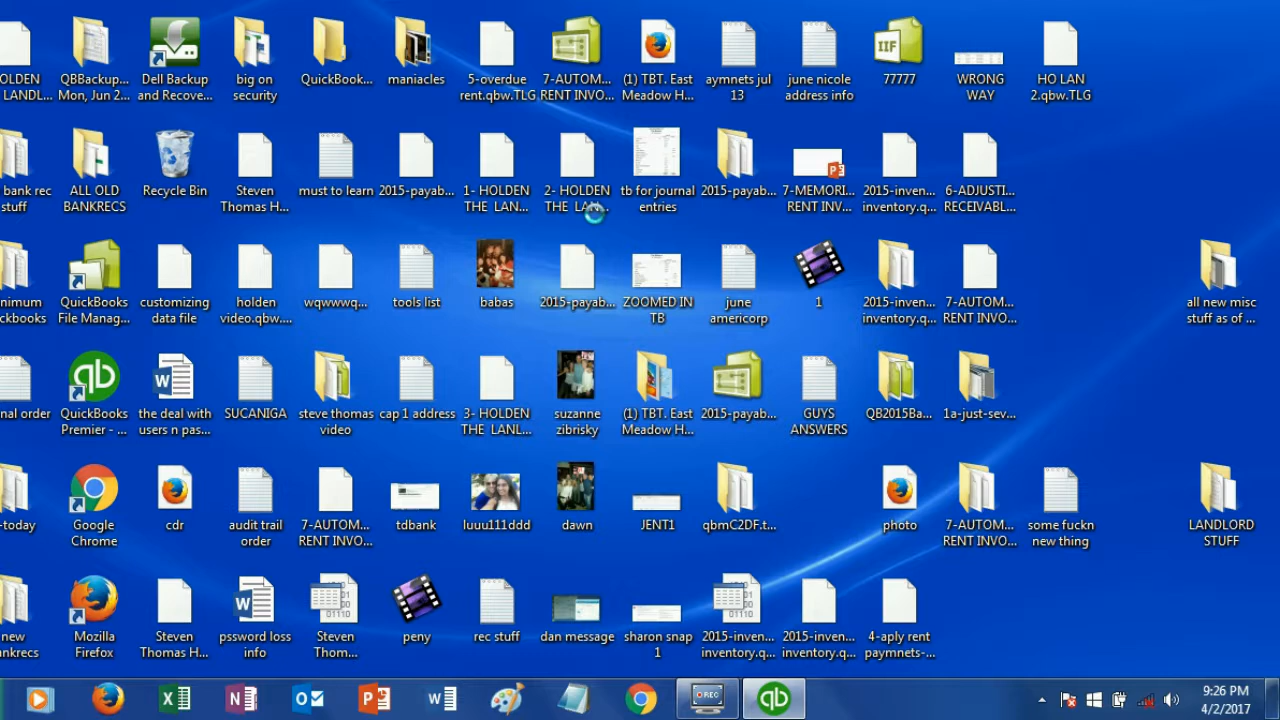 OLDEN
LANDL...
QBBackup...
Mon, Jun 2...
Dell Backup
and Recove...
big on
security
QuickBook...
maniacles
5-overdue
rent.qbw.TLG
7-AUTOM...
RENT INVO...
(1) TBT. East
Meadow H...
aymnets jul
13
june nicole
address info
IIF
77777
WRONG
WAY
HO LAN
2.qbw.TLG
bank rec
stuff
ALL OLD
BANKRECS
Recycle Bin
Steven
Thomas H...
must to learn
2015-payab...
1- HOLDEN
THE LAN...
2- HOLDEN
THE LAN...
tb for journal
entries
2015-payab...
7-MEMORI...
RENT INV...
2015-inven...
inventory.q...
6-ADJUSTI...
RECEIVABL...
nimum
ckbooks
QuickBooks
File Manag...
customizing
data file
holden
video.qbw....
wqwwwq...
tools list
babas
2015-payab...
ZOOMED IN
TB
june
americorp
1
2015-inven...
inventory.q...
7-AUTOM...
RENT INVO...
all new misc
stuff as of ...
nal order
qb
QuickBooks
Premier - ...
the deal with
users n pas...
SUCANIGA
steve thomas
video
cap 1 address
3- HOLDEN
THE LANL...
suzanne
zibrisky
(1) TBT. East
Meadow H...
2015-payab...
GUYS
ANSWERS
QB2015Ba...
1a-just-sev...
-today
Google
Chrome
cdr
audit trail
order
7-AUTOM...
RENT INVO...
tdbank
luuu111ddd
dawn
JENT1
qbmC2DF.t...
photo
7-AUTOM...
RENT INVO...
some fuckn
new thing
LANDLORD
STUFF
new
nkrecs
Mozilla
Firefox
Steven
Thomas H...
pssword loss
info
Steven
Thom...
peny
rec stuff
dan message
sharon snap
1
2015-inven...
inventory.q...
2015-inven...
inventory.q...
4-aply rent
paymnets-...
REC
qb
9:26 PM
4/2/2017